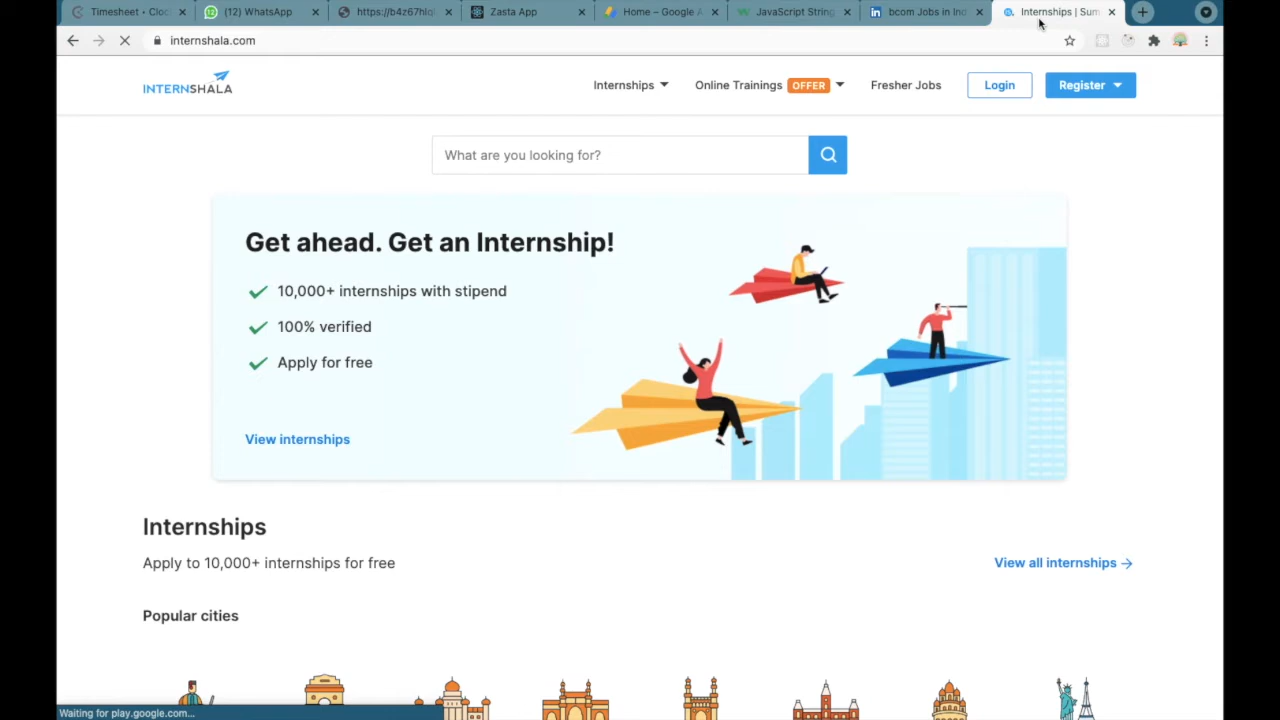 Timesheet • Cloc
(12) WhatsApp
https://b4z67hlq
Zasta App
Home – Google A
JavaScript String
bcom Jobs in Ind
Internships | Sum
internshala.com
INTERNSHALA
Internships
Online Trainings OFFER
Fresher Jobs
Login
Register
What are you looking for?
Get ahead. Get an Internship!
10,000+ internships with stipend
100% verified
Apply for free
View internships
Internships
Apply to 10,000+ internships for free
View all internships →
Popular cities
Waiting for play.google.com...